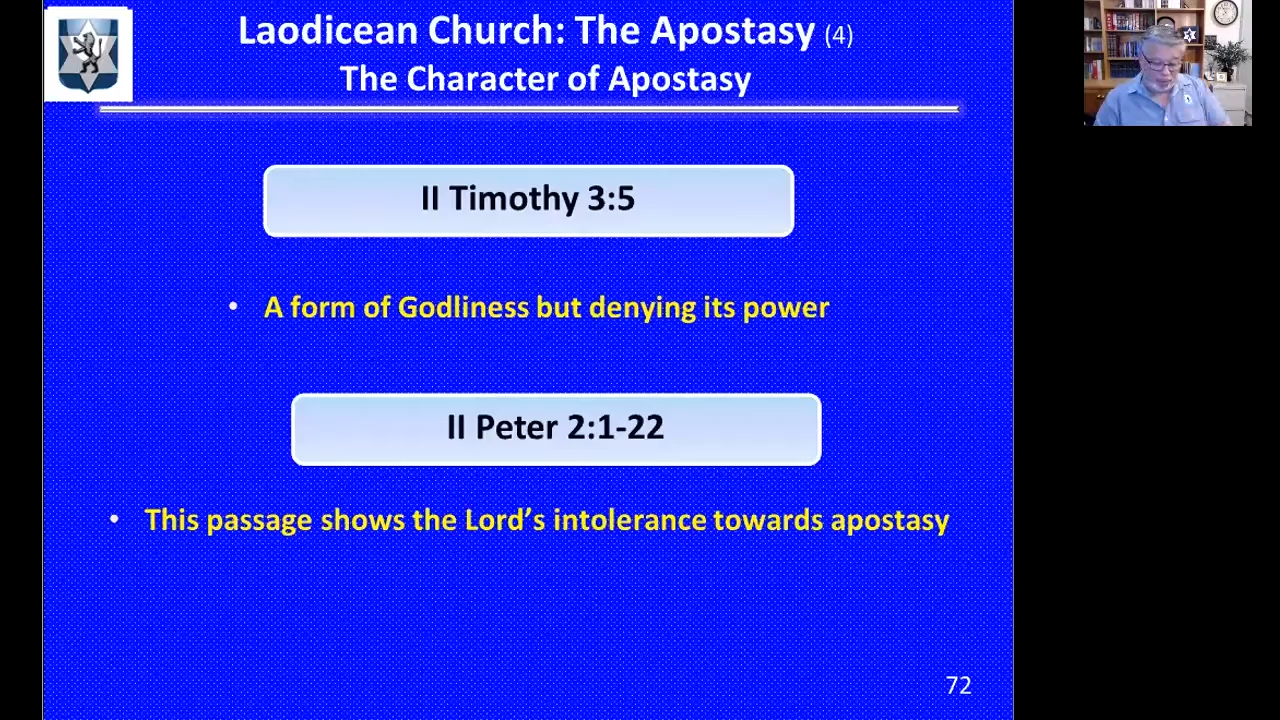 Laodicean Church: The Apostasy (4)
The Character of Apostasy
II Timothy 3:5
• A form of Godliness but denying its power
II Peter 2:1-22
• This passage shows the Lord’s intolerance towards apostasy
72